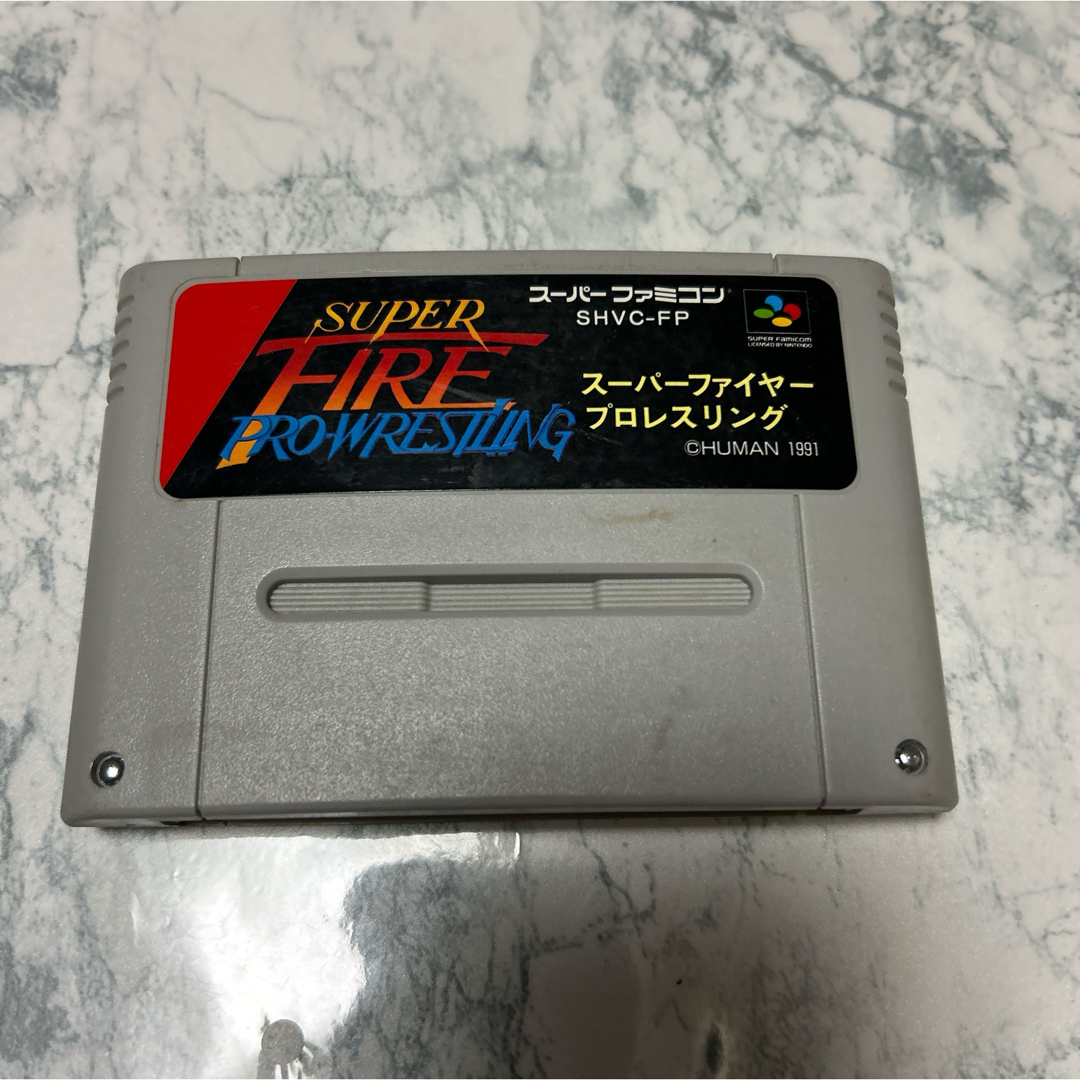 スーパーファミコン®
SHVC-FP
SUPER FAMICOM
LICENSED BY NINTENDO
SUPER
FIRE
PRO-WRESTLING
スーパーファイヤー
プロレスリング
©HUMAN 1991